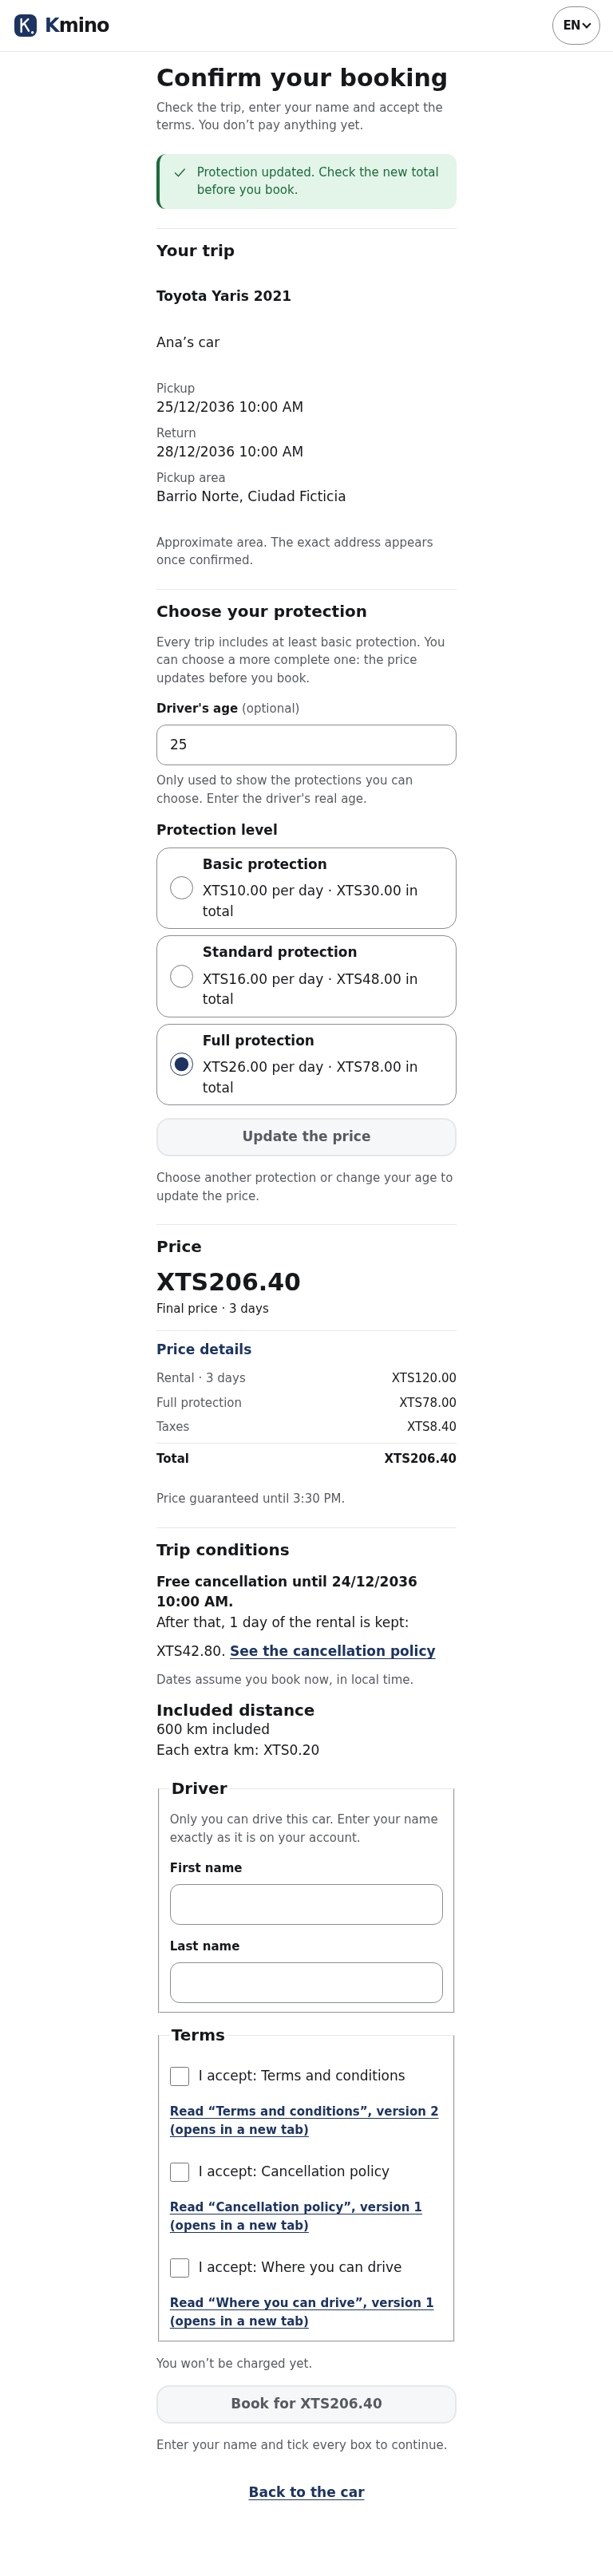 Kmino
EN
Confirm your booking
Check the trip, enter your name and accept the
terms. You don’t pay anything yet.
Protection updated. Check the new total
before you book.
Your trip
Toyota Yaris 2021
Ana’s car
Pickup
25/12/2036 10:00 AM
Return
28/12/2036 10:00 AM
Pickup area
Barrio Norte, Ciudad Ficticia
Approximate area. The exact address appears
once confirmed.
Choose your protection
Every trip includes at least basic protection. You
can choose a more complete one: the price
updates before you book.
Driver's age (optional)
25
Only used to show the protections you can
choose. Enter the driver's real age.
Protection level
Basic protection
XTS10.00 per day · XTS30.00 in
total
Standard protection
XTS16.00 per day · XTS48.00 in
total
Full protection
XTS26.00 per day · XTS78.00 in
total
Update the price
Choose another protection or change your age to
update the price.
Price
XTS206.40
Final price · 3 days
Price details
Rental · 3 days XTS120.00
Full protection XTS78.00
Taxes XTS8.40
Total XTS206.40
Price guaranteed until 3:30 PM.
Trip conditions
Free cancellation until 24/12/2036
10:00 AM.
After that, 1 day of the rental is kept:
XTS42.80. See the cancellation policy
Dates assume you book now, in local time.
Included distance
600 km included
Each extra km: XTS0.20
Driver
Only you can drive this car. Enter your name
exactly as it is on your account.
First name
Last name
Terms
I accept: Terms and conditions
Read “Terms and conditions”, version 2
(opens in a new tab)
I accept: Cancellation policy
Read “Cancellation policy”, version 1
(opens in a new tab)
I accept: Where you can drive
Read “Where you can drive”, version 1
(opens in a new tab)
You won’t be charged yet.
Book for XTS206.40
Enter your name and tick every box to continue.
Back to the car